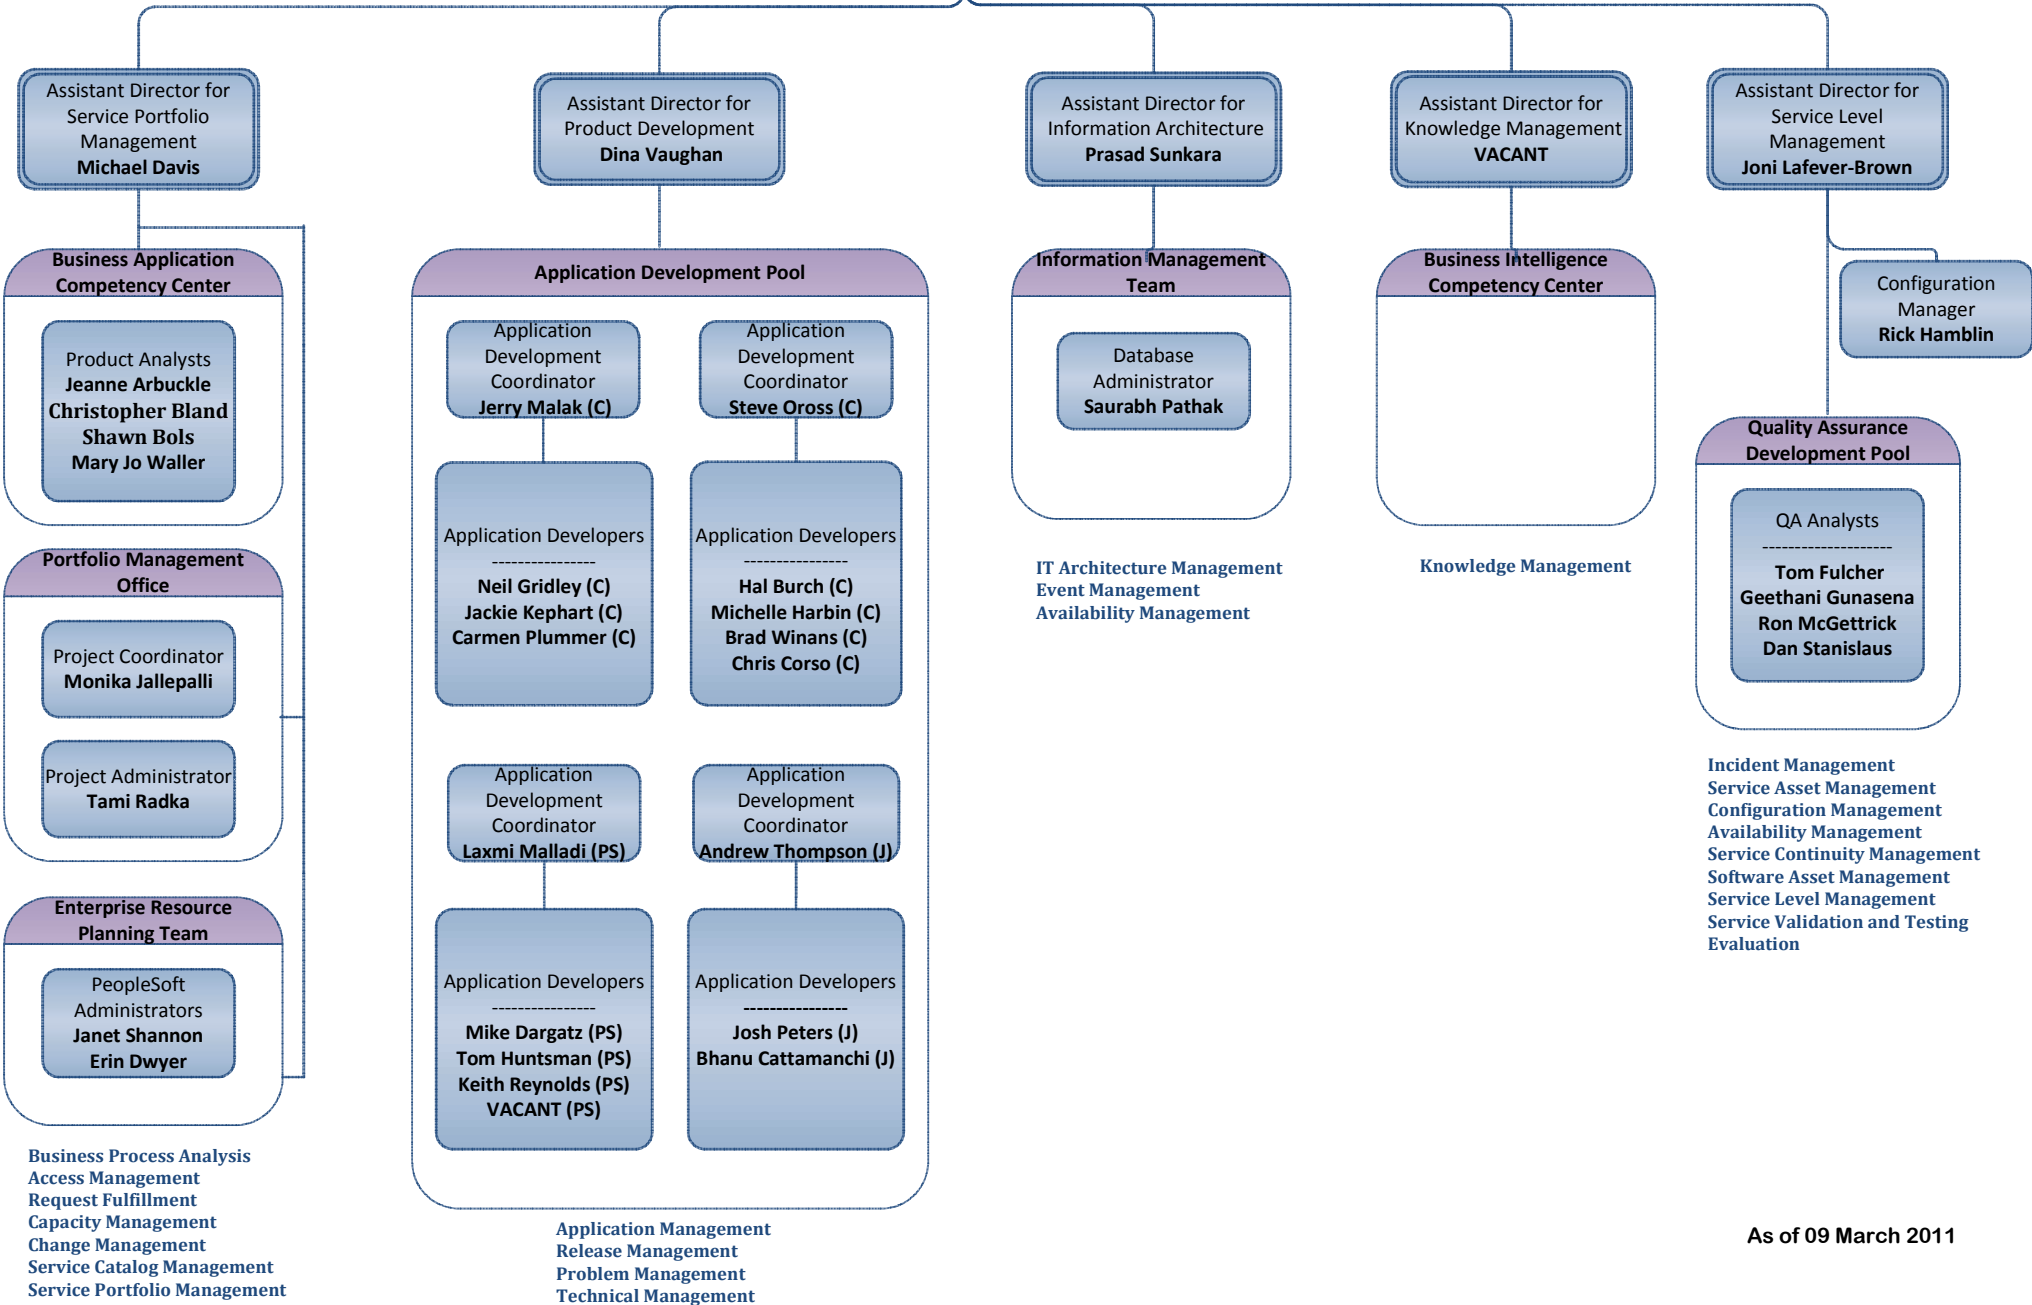 Assistant Director for
Service Portfolio
Management
Michael Davis
Assistant Director for
Product Development
Dina Vaughan
Assistant Director for
Information Architecture
Prasad Sunkara
Assistant Director for
Knowledge Management
VACANT
Assistant Director for
Service Level
Management
Joni Lafever-Brown
Business Application
Competency Center
Product Analysts
Jeanne Arbuckle
Christopher Bland
Shawn Bols
Mary Jo Waller
Portfolio Management
Office
Project Coordinator
Monika Jallepalli
Project Administrator
Tami Radka
Enterprise Resource
Planning Team
PeopleSoft
Administrators
Janet Shannon
Erin Dwyer
Business Process Analysis
Access Management
Request Fulfillment
Capacity Management
Change Management
Service Catalog Management
Service Portfolio Management
Application Development Pool
Application
Development
Coordinator
Jerry Malak (C)
Application
Development
Coordinator
Steve Oross (C)
Application Developers
----------------
Neil Gridley (C)
Jackie Kephart (C)
Carmen Plummer (C)
Application Developers
----------------
Hal Burch (C)
Michelle Harbin (C)
Brad Winans (C)
Chris Corso (C)
Application
Development
Coordinator
Laxmi Malladi (PS)
Application
Development
Coordinator
Andrew Thompson (J)
Application Developers
----------------
Mike Dargatz (PS)
Tom Huntsman (PS)
Keith Reynolds (PS)
VACANT (PS)
Application Developers
----------------
Josh Peters (J)
Bhanu Cattamanchi (J)
Application Management
Release Management
Problem Management
Technical Management
Information Management
Team
Database
Administrator
Saurabh Pathak
IT Architecture Management
Event Management
Availability Management
Business Intelligence
Competency Center
Knowledge Management
Configuration
Manager
Rick Hamblin
Quality Assurance
Development Pool
QA Analysts
--------------------
Tom Fulcher
Geethani Gunasena
Ron McGettrick
Dan Stanislaus
Incident Management
Service Asset Management
Configuration Management
Availability Management
Service Continuity Management
Software Asset Management
Service Level Management
Service Validation and Testing
Evaluation
As of 09 March 2011